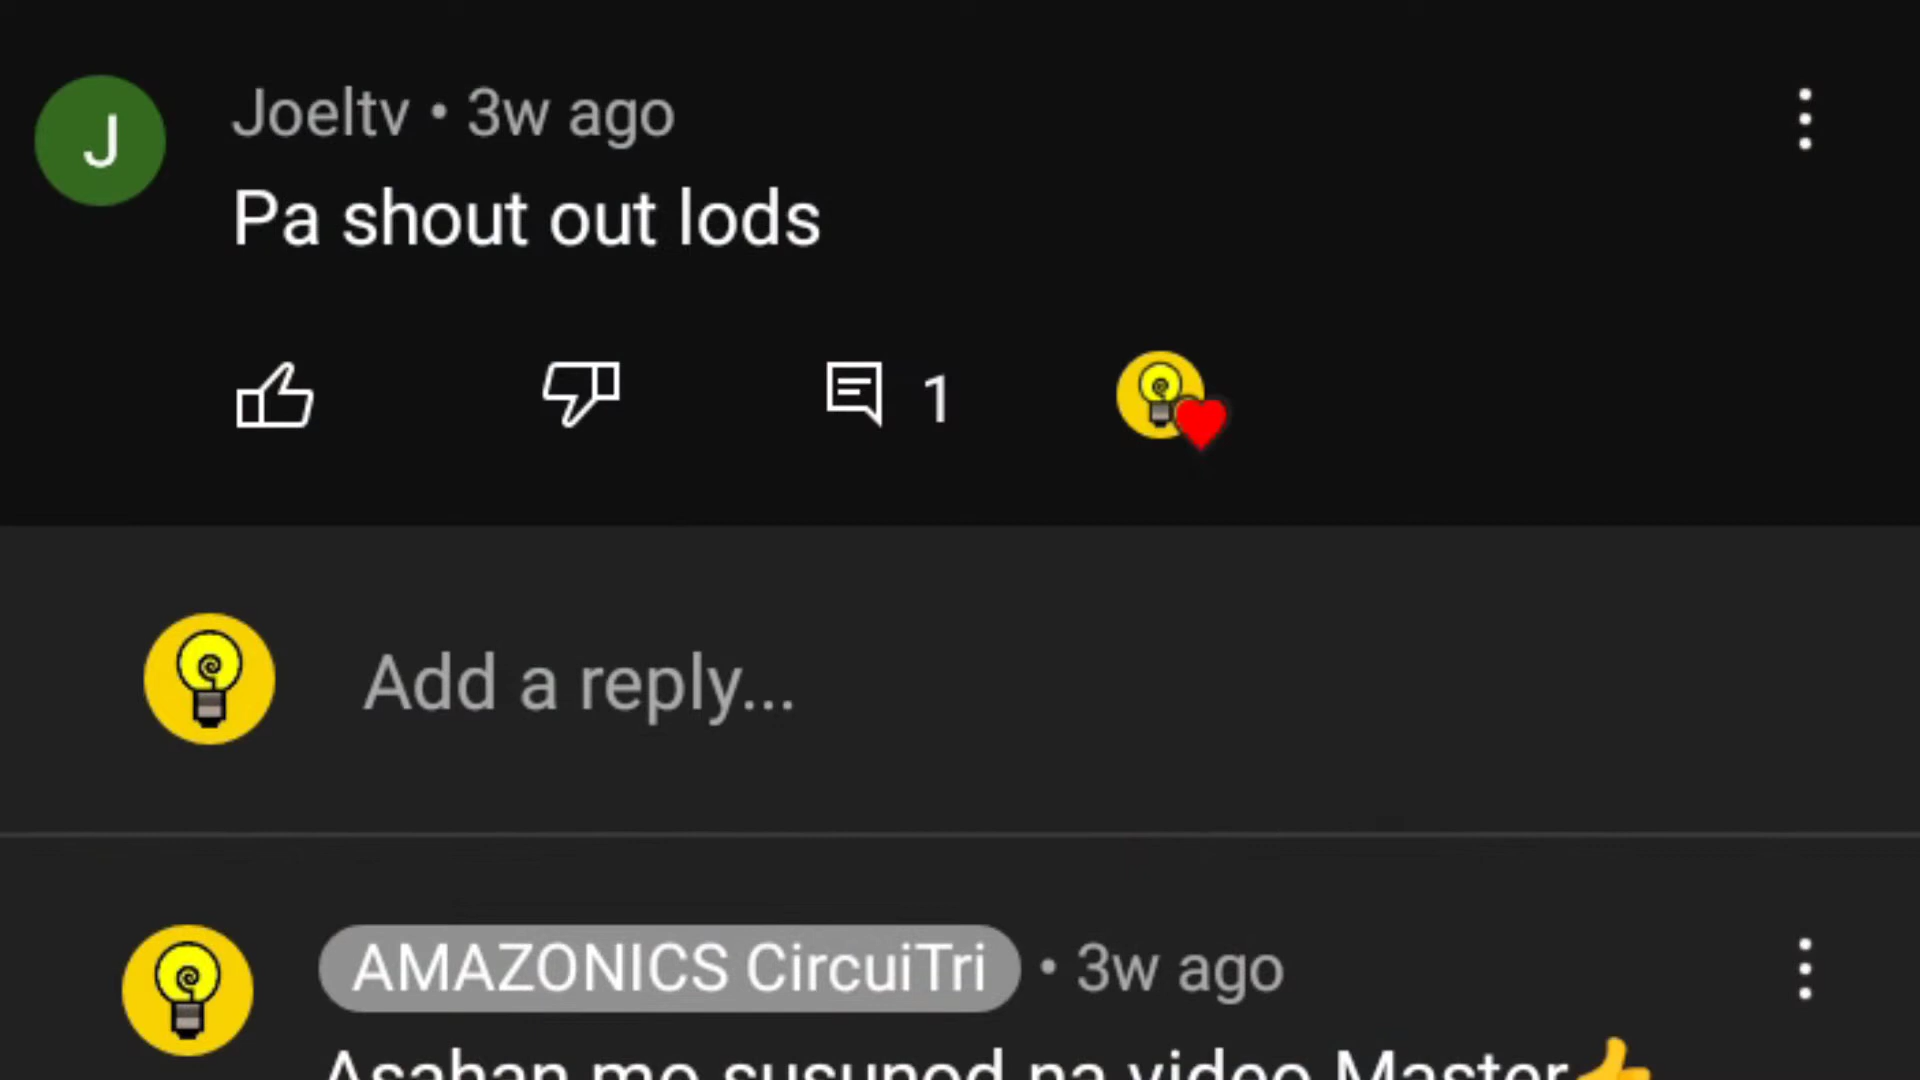 J
Joeltv • 3w ago
Pa shout out lods
1
Add a reply...
AMAZONICS CircuiTri • 3w ago
Asahan mo susunod na video Master👍